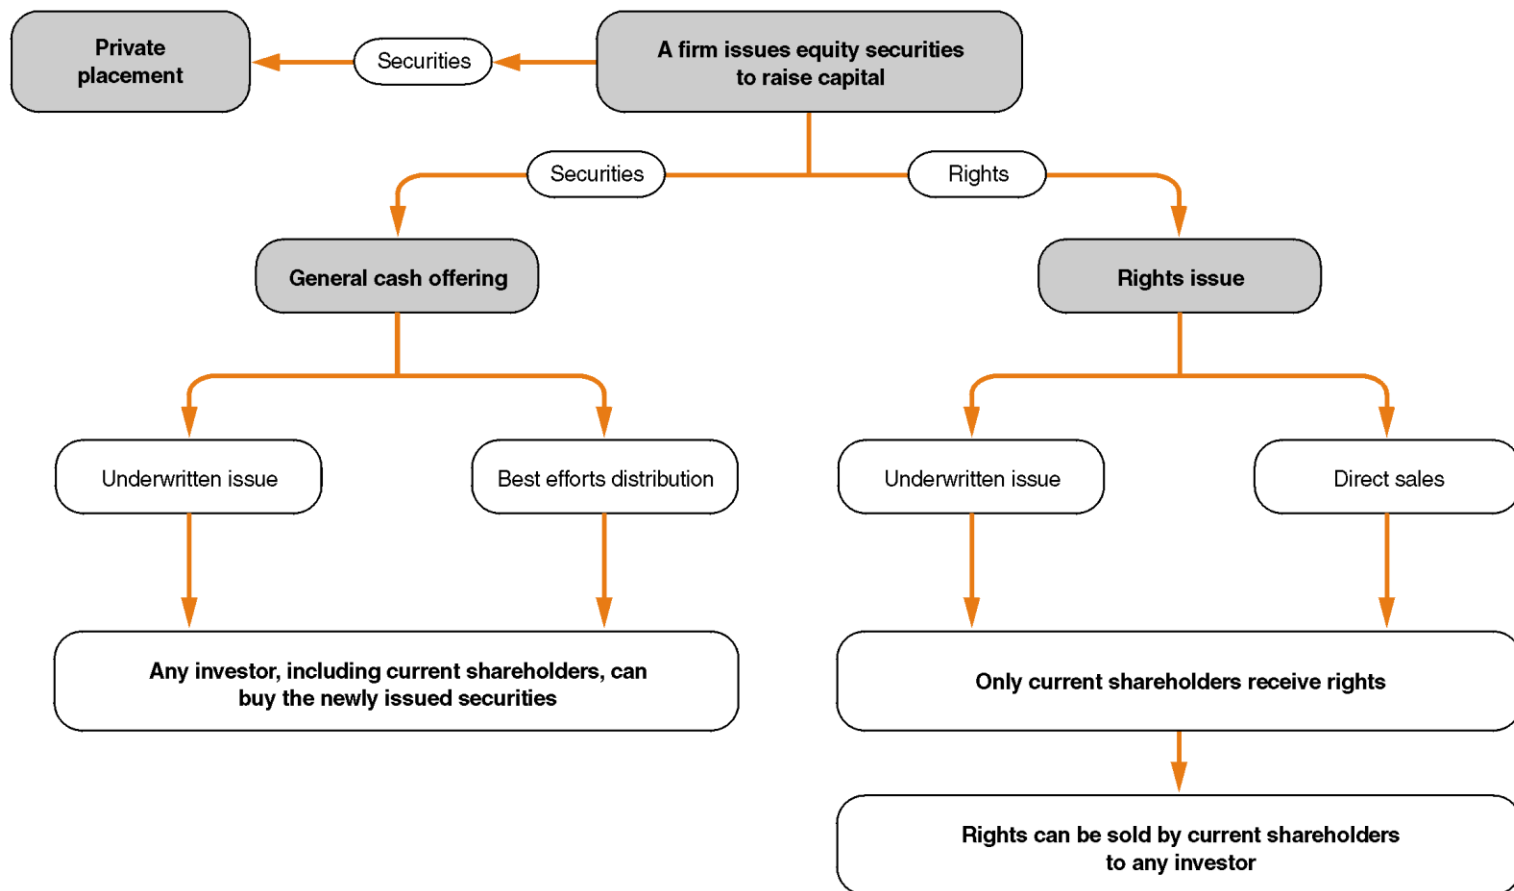 Private
placement
Securities
A firm issues equity securities
to raise capital
Securities
Rights
General cash offering
Rights issue
Underwritten issue
Best efforts distribution
Underwritten issue
Direct sales
Any investor, including current shareholders, can
buy the newly issued securities
Only current shareholders receive rights
Rights can be sold by current shareholders
to any investor